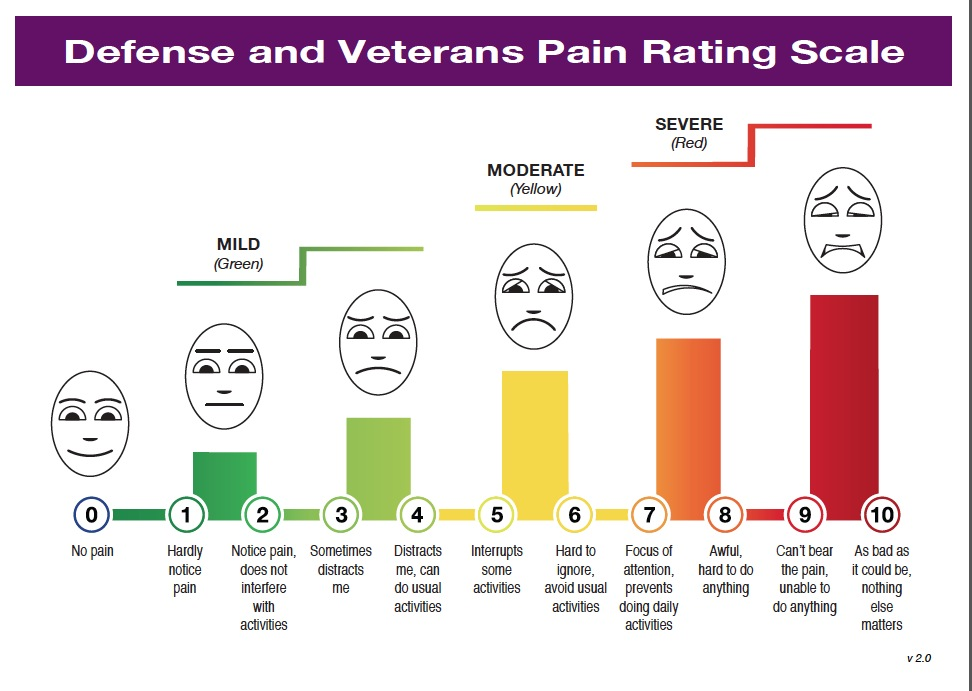 Defense and Veterans Pain Rating Scale
SEVERE
(Red)
MODERATE
(Yellow)
MILD
(Green)
0
1
2
3
4
5
6
7
8
9
10
No pain
Hardly
notice
pain
Notice pain,
does not
interfere
with
activities
Sometimes
distracts
me
Distracts
me, can
do usual
activities
Interrupts
some
activities
Hard to
ignore,
avoid usual
activities
Focus of
attention,
prevents
doing daily
activities
Awful,
hard to do
anything
Can't bear
the pain,
unable to
do anything
As bad as
it could be,
nothing
else
matters
v 2.0